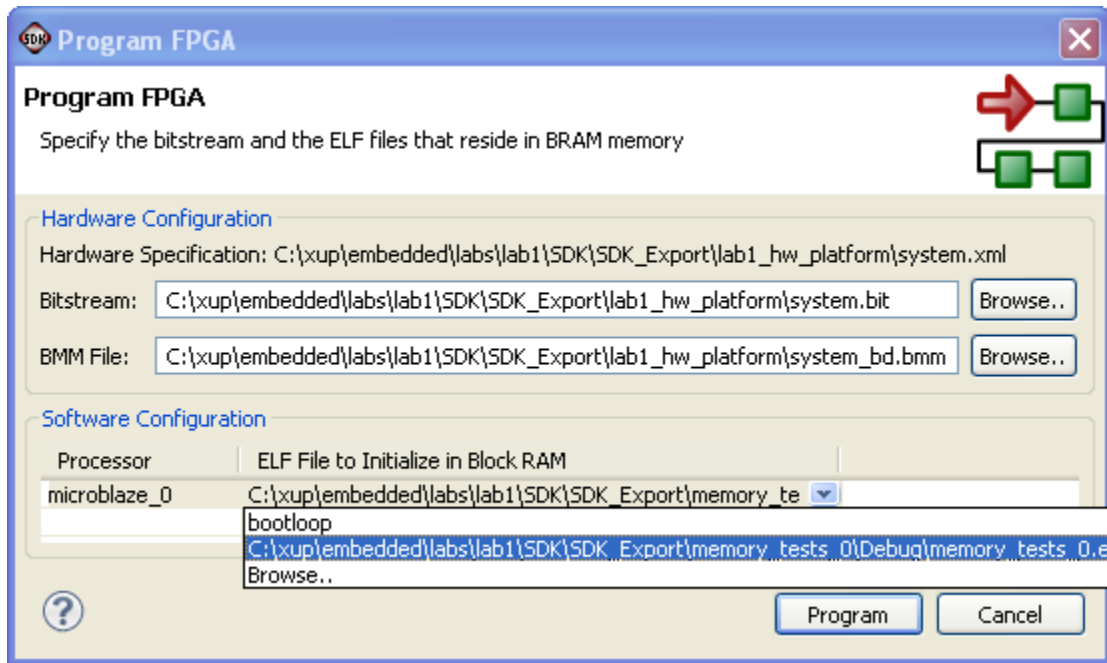 SDK Program FPGA
Program FPGA
Specify the bitstream and the ELF files that reside in BRAM memory
Hardware Configuration
Hardware Specification: C:\xup\embedded\labs\lab1\SDK\SDK_Export\lab1_hw_platform\system.xml
Bitstream: C:\xup\embedded\labs\lab1\SDK\SDK_Export\lab1_hw_platform\system.bit Browse..
BMM File: C:\xup\embedded\labs\lab1\SDK\SDK_Export\lab1_hw_platform\system_bd.bmm Browse..
Software Configuration
Processor ELF File to Initialize in Block RAM
microblaze_0 C:\xup\embedded\labs\lab1\SDK\SDK_Export\memory_te
bootloop
C:\xup\embedded\labs\lab1\SDK\SDK_Export\memory_tests_0\Debug\memory_tests_0.e
Browse..
? Program Cancel